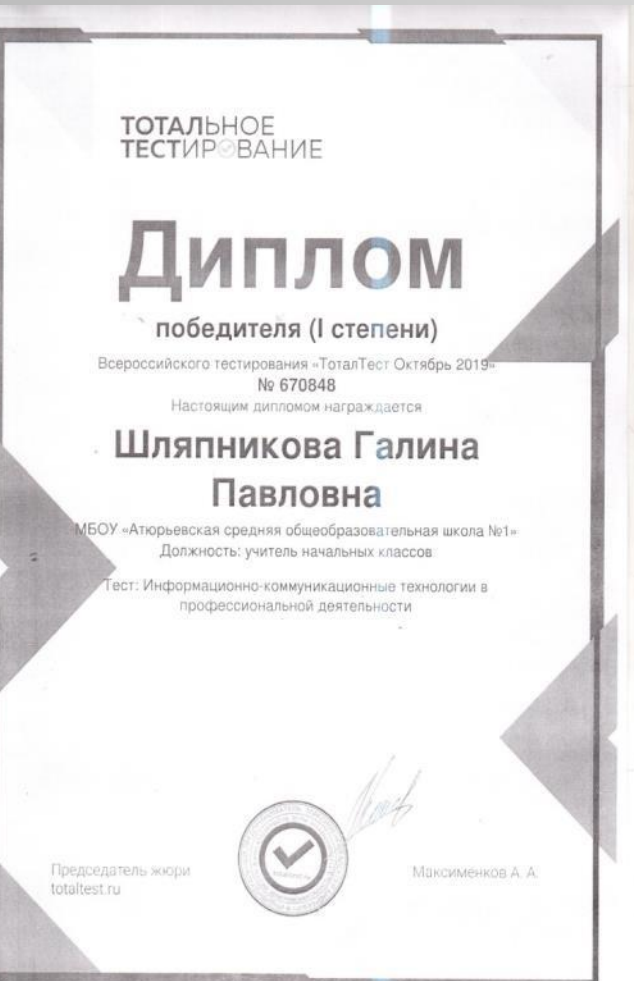 ТОТАЛЬНОЕ
ТЕСТИРОВАНИЕ
Диплом
победителя (I степени)
Всероссийского тестирования «ТоталТест Октябрь 2019»
№ 670848
Настоящим дипломом награждается
Шляпникова Галина
Павловна
МБОУ «Атюрьевская средняя общеобразовательная школа №1»
Должность: учитель начальных классов
Тест: Информационно-коммуникационные технологии в
профессиональной деятельности
Председатель жюри
totaltest.ru
Максименков А. А.